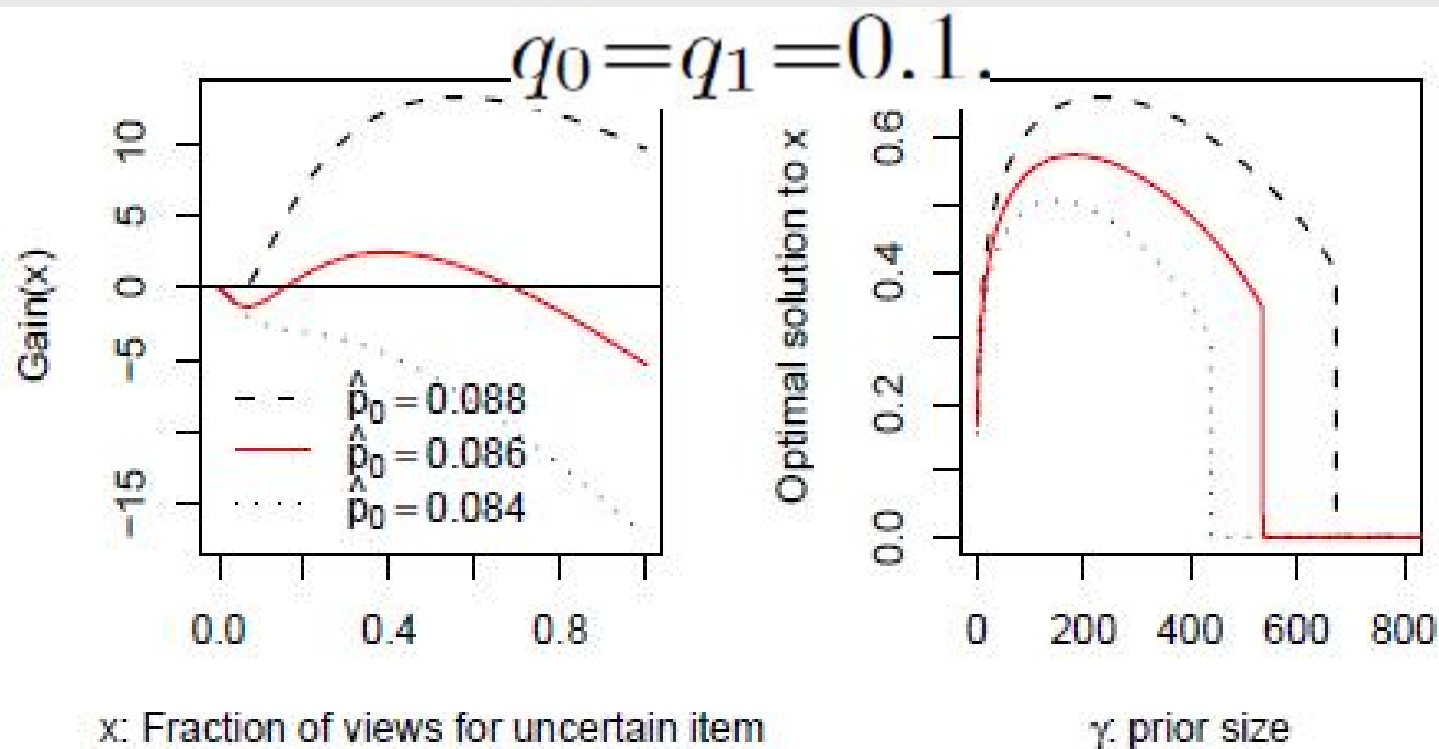 q₀=q₁=0.1.
Gain(x)
10
5
0
−5
−15
p̂₀ = 0.088
p̂₀ = 0.086
p̂₀ = 0.084
0.0 0.4 0.8
x: Fraction of views for uncertain item
Optimal solution to x
0.6
0.4
0.2
0.0
0 200 400 600 800
γ: prior size